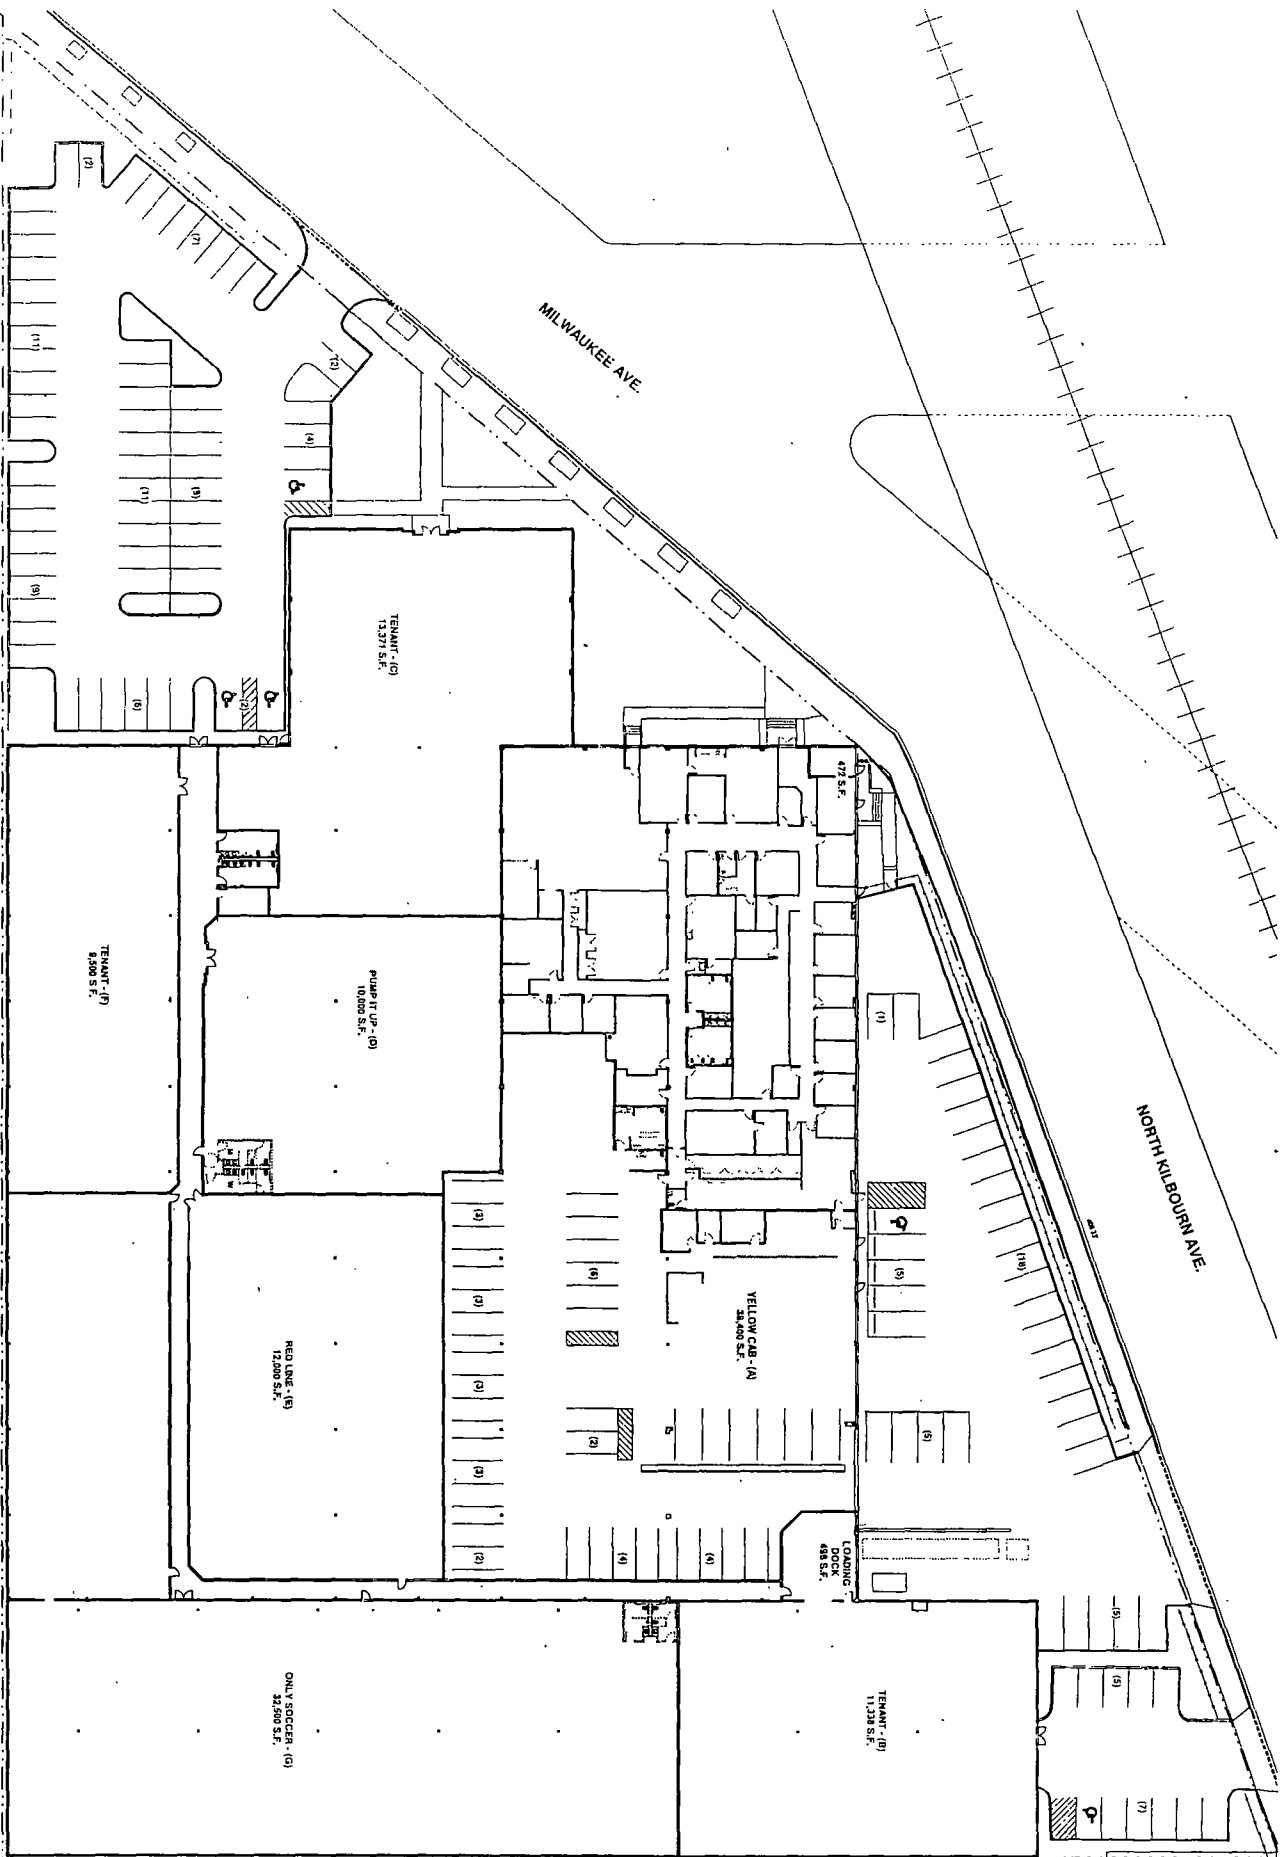 MILWAUKEE AVE.
NORTH KILBOURN AVE.
(2)
(7)
(11)
(2)
(4)
(11)
(9)
(9)
(6)
(2)
TENANT - (C)
13,371 S.F.
472 S.F.
TENANT - (F)
9,500 S.F.
PUMP IT UP - (D)
10,000 S.F.
(1)
(18)
(5)
(5)
YELLOW CAB - (A)
38,400 S.F.
(3)
(6)
(3)
(3)
(2)
(3)
(2)
(4)
(4)
RED LINE - (E)
12,000 S.F.
LOADING
DOCK
498 S.F.
(5)
(5)
(7)
ONLY SOCCER - (G)
32,500 S.F.
TENANT - (B)
11,338 S.F.